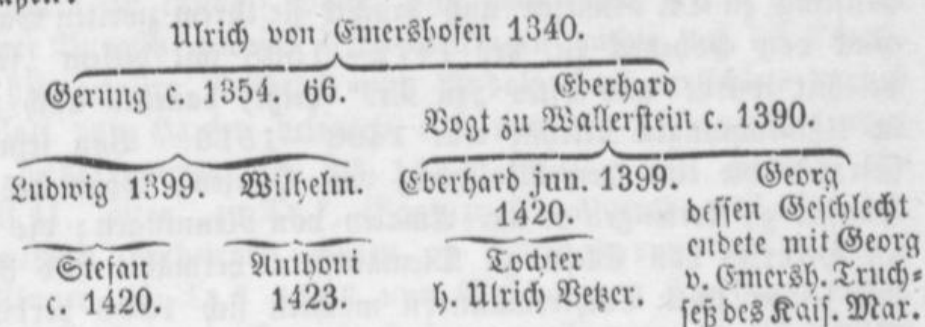 Ulrich von Emershofen 1340.
Gerung c. 1354. 66. Eberhard
Vogt zu Wallerstein c. 1390.
Ludwig 1399. Wilhelm. Eberhard jun. 1399. Georg
1420. dessen Geschlecht
Stefan Anthoni Tochter endete mit Georg
c. 1420. 1423. h. Ulrich Vetzer. v. Emersh. Truch-
seß des Kais. Max.